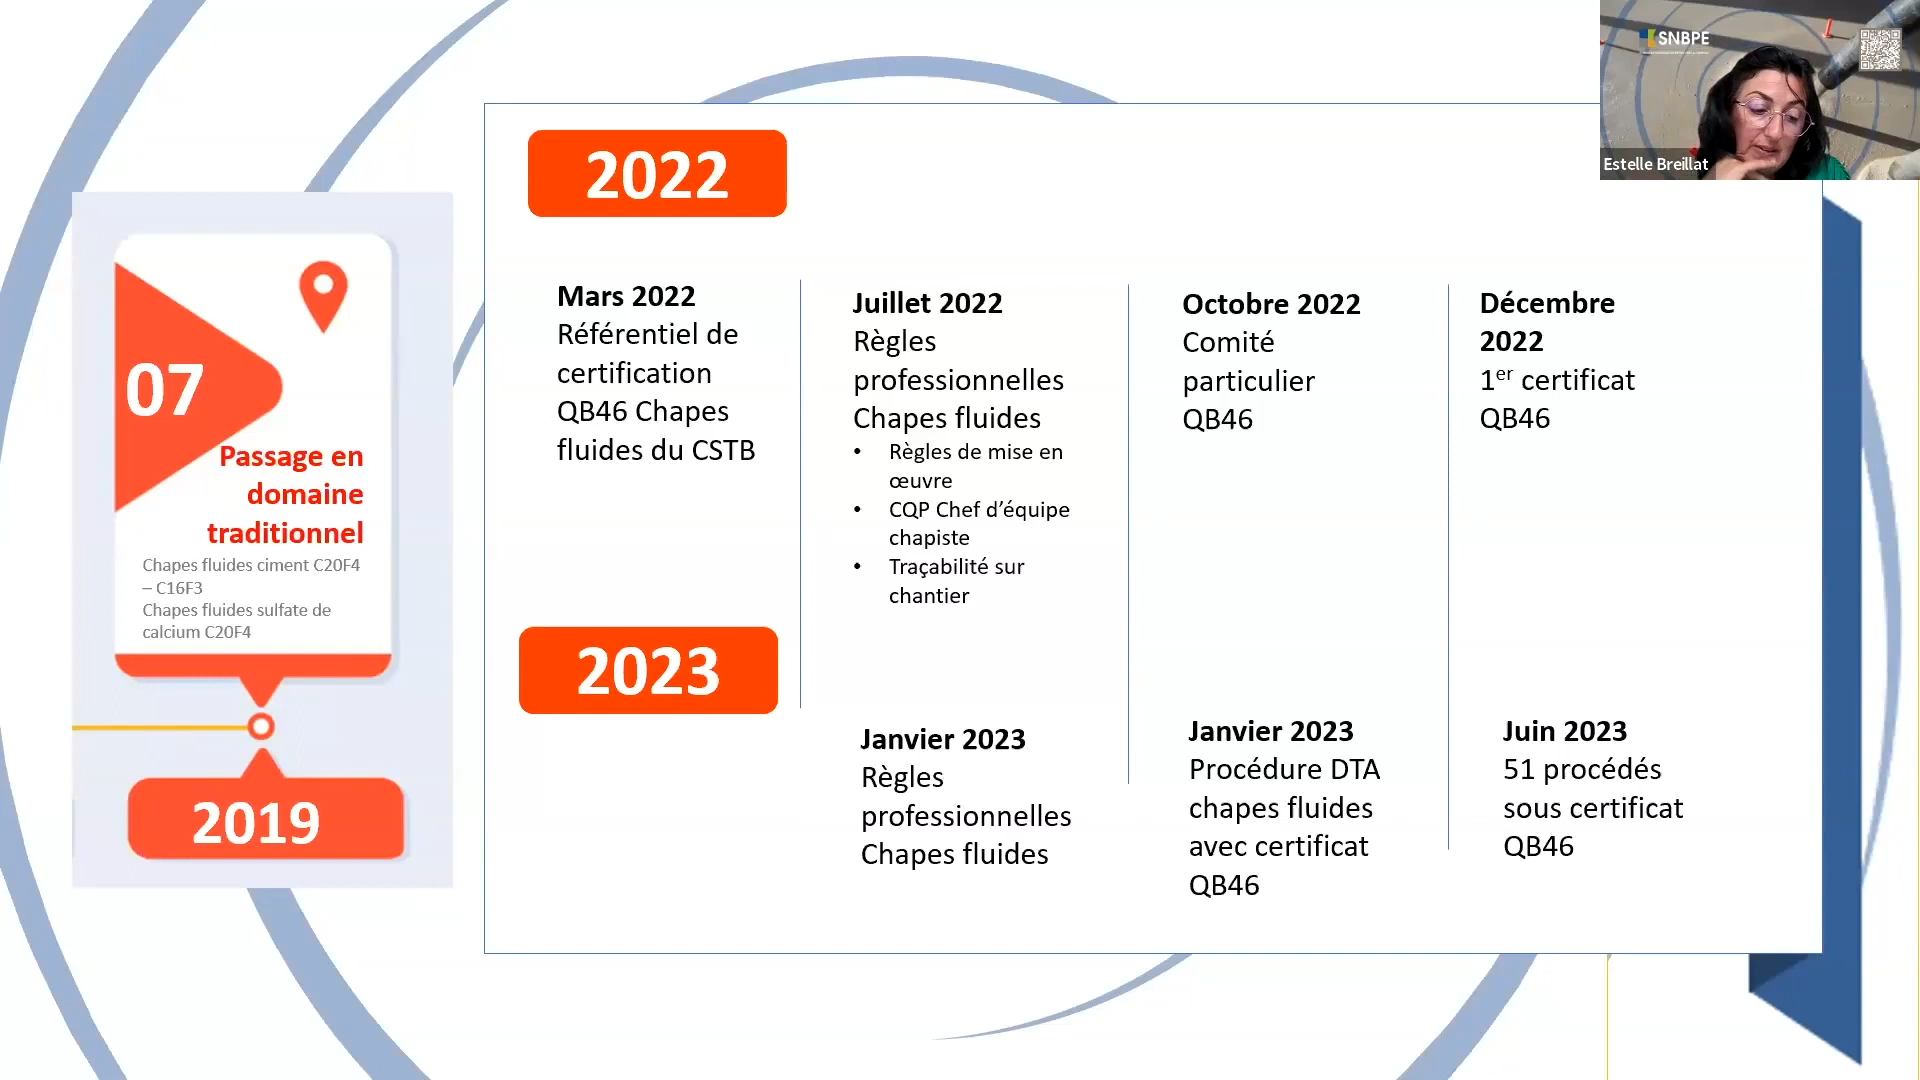 SNBPE
Estelle Breillat
07
Passage en
domaine
traditionnel
Chapes fluides ciment C20F4
– C16F3
Chapes fluides sulfate de
calcium C20F4
2019
2022
Mars 2022
Référentiel de
certification
QB46 Chapes
fluides du CSTB
Juillet 2022
Règles
professionnelles
Chapes fluides
• Règles de mise en
œuvre
• CQP Chef d’équipe
chapiste
• Traçabilité sur
chantier
Octobre 2022
Comité
particulier
QB46
Décembre
2022
1er certificat
QB46
2023
Janvier 2023
Règles
professionnelles
Chapes fluides
Janvier 2023
Procédure DTA
chapes fluides
avec certificat
QB46
Juin 2023
51 procédés
sous certificat
QB46